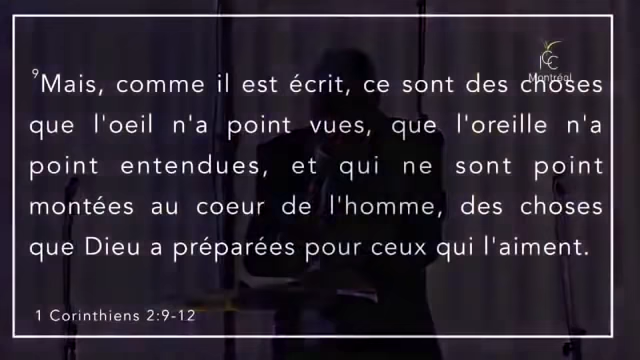 ICC
Montréal
⁹Mais, comme il est écrit, ce sont des choses
que l'oeil n'a point vues, que l'oreille n'a
point entendues, et qui ne sont point
montées au coeur de l'homme, des choses
que Dieu a préparées pour ceux qui l'aiment.
1 Corinthiens 2:9-12